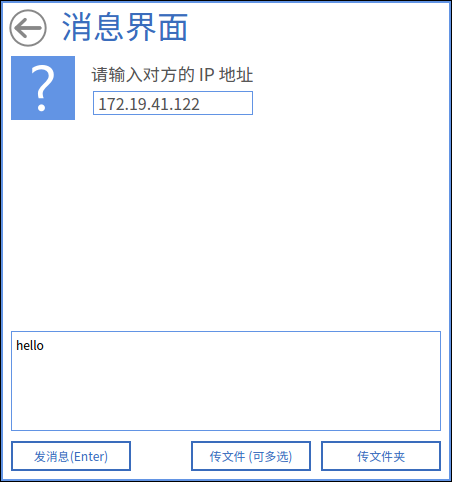 消息界面
?
请输入对方的 IP 地址
172.19.41.122
hello
发消息(Enter)
传文件 (可多选)
传文件夹